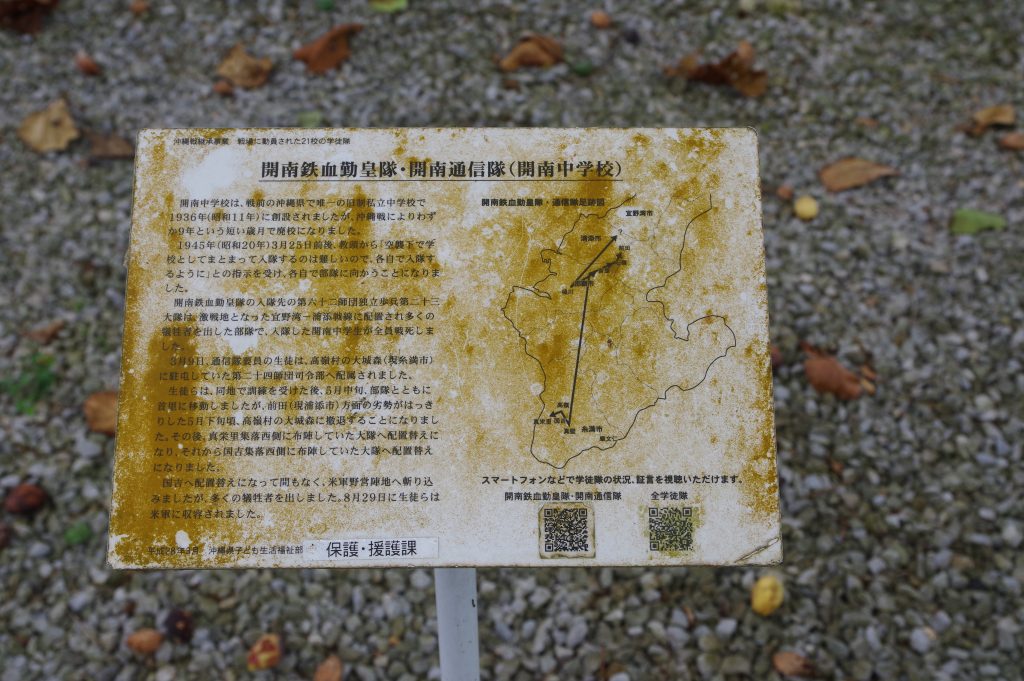 沖縄戦継承事業　戦場に動員された21校の学徒隊
開南鉄血勤皇隊・開南通信隊（開南中学校）
開南中学校は、戦前の沖縄県で唯一の旧制私立中学校で
1936年(昭和11年)に創設されましたが、沖縄戦によりわず
か9年という短い歳月で廃校になりました。
1945年(昭和20年)3月25日前後、教頭から「空襲下で学
校としてまとまって入隊するのは難しいので、各自で入隊す
るように」との指示を受け、各自で部隊に向かうことになりま
した。
開南鉄血勤皇隊の入隊先の第六十二師団独立歩兵第二十三
大隊は、激戦地となった宜野湾－浦添戦線に配置され多くの
犠牲者を出した部隊で、入隊した開南中学生が全員戦死しま
した。
3月9日、通信隊要員の生徒は、高嶺村の大城森(現糸満市)
に駐屯していた第二十四師団司令部へ配属されました。
生徒らは、同地で訓練を受けた後、5月中旬、部隊とともに
首里に移動しましたが、前田(現浦添市)方面の劣勢がはっき
りした5月下旬頃、高嶺村の大城森に撤退することになりまし
た。その後、真栄里集落西側に布陣していた大隊へ配置替えに
なり、それから国吉集落西側に布陣していた大隊へ配置替え
になりました。
国吉へ配置替えになって間もなく、米軍野営陣地へ斬り込
みましたが、多くの犠牲者を出しました。8月29日に生徒らは
米軍に収容されました。
平成28年3月　沖縄県子ども生活福祉部
保護・援護課
開南鉄血勤皇隊・通信隊足跡図
宜野湾市
?
浦添市
前田
那覇市
高嶺
真栄里
国吉
糸満市
摩文仁
スマートフォンなどで学徒隊の状況、証言を視聴いただけます。
開南鉄血勤皇隊・開南通信隊
全学徒隊